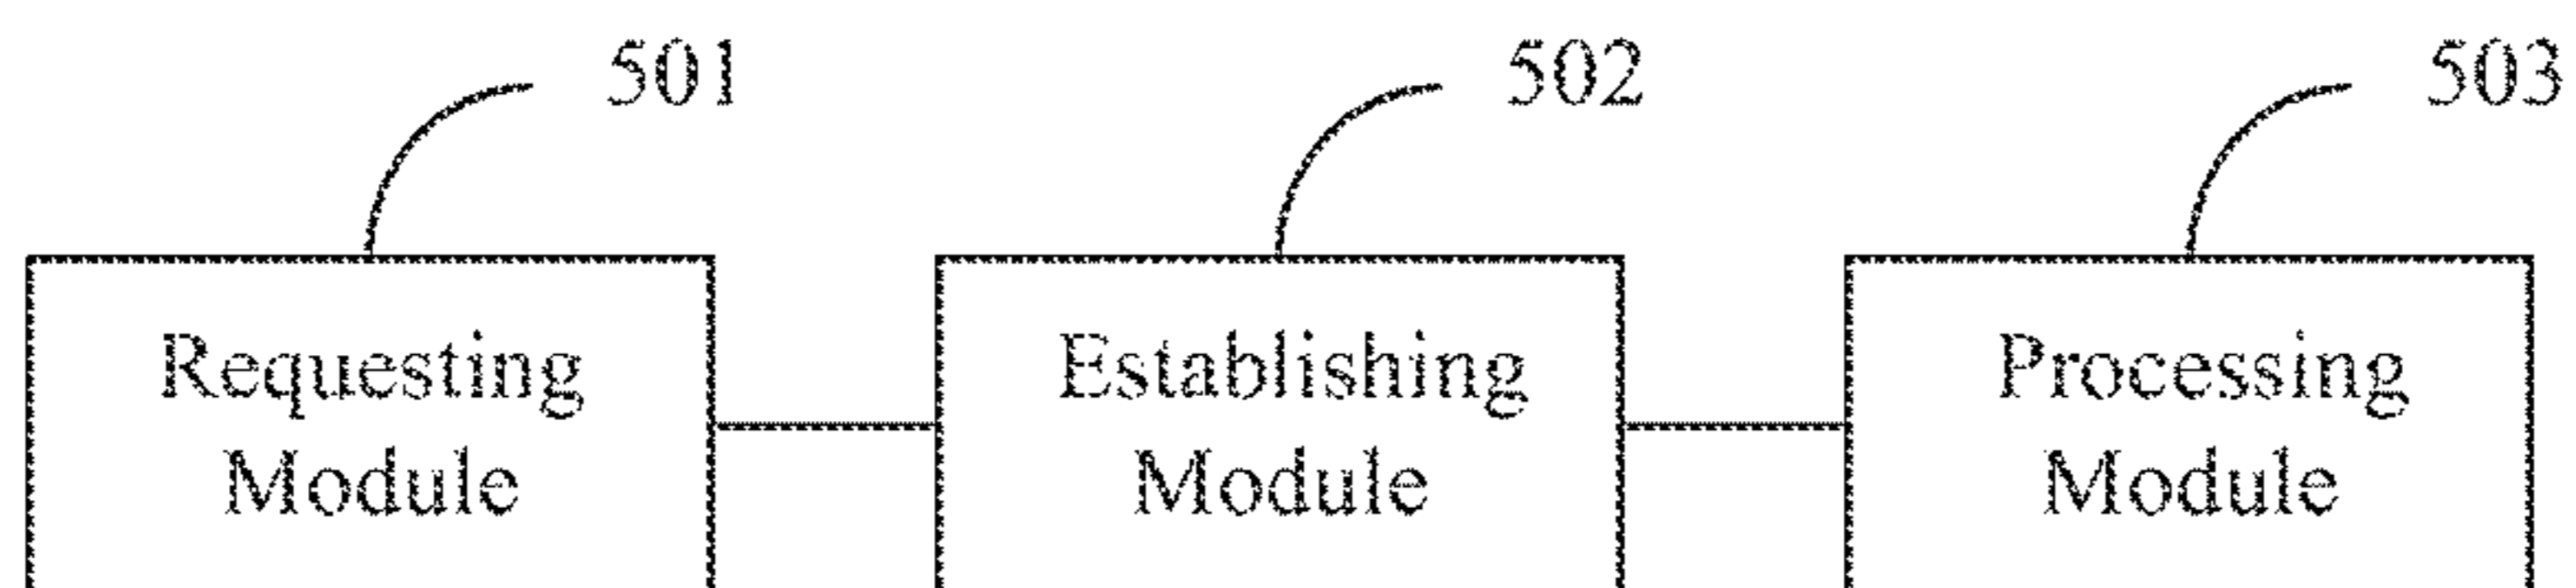 501 502 503
Requesting Establishing Processing
Module Module Module